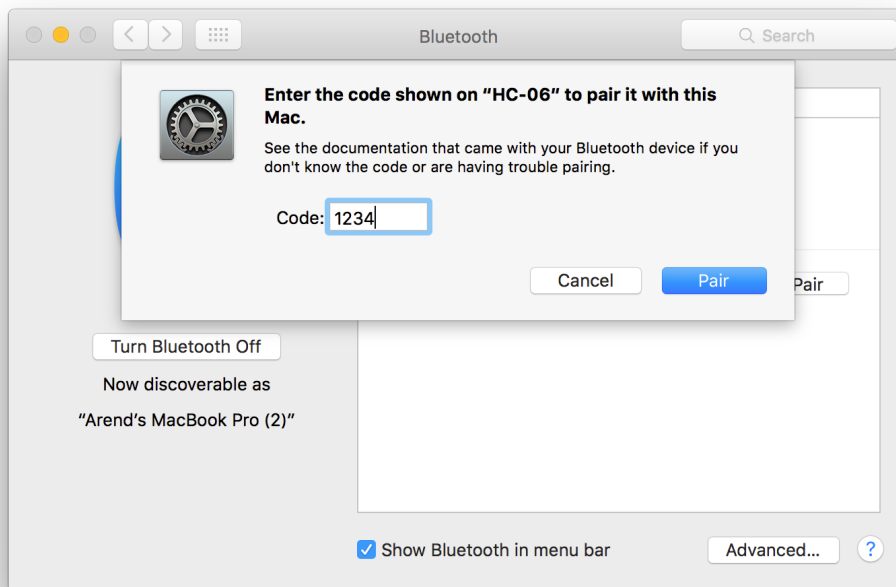 Bluetooth
Search
Enter the code shown on “HC-06” to pair it with this
Mac.
See the documentation that came with your Bluetooth device if you
don't know the code or are having trouble pairing.
Code: 1234
Cancel
Pair
Pair
Turn Bluetooth Off
Now discoverable as
“Arend’s MacBook Pro (2)”
Show Bluetooth in menu bar
Advanced...
?